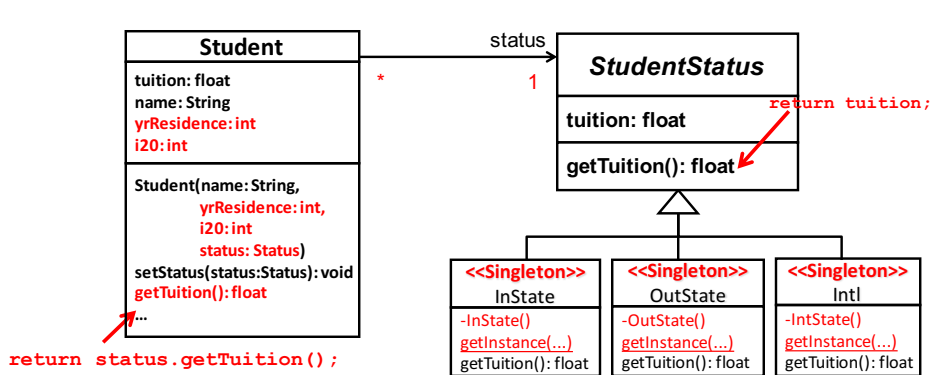 Student
tuition: float
name: String
yrResidence: int
i20: int
Student(name: String,
yrResidence: int,
i20: int
status: Status)
setStatus(status:Status): void
getTuition(): float
...
return status.getTuition();
status
*
1
StudentStatus
tuition: float
getTuition(): float
return tuition;
<<Singleton>>
InState
-InState()
getInstance(...)
getTuition(): float
<<Singleton>>
OutState
-OutState()
getInstance(...)
getTuition(): float
<<Singleton>>
Intl
-IntState()
getInstance(...)
getTuition(): float